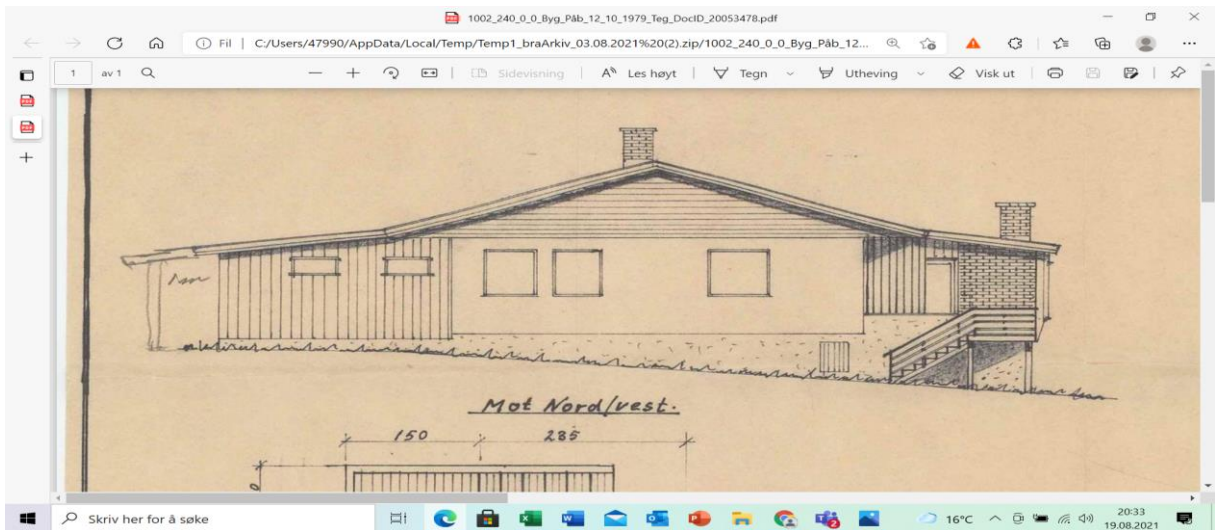 1002_240_0_0_Byg_Påb_12_10_1979_Teg_DocID_20053478.pdf
Fil | C:/Users/47990/AppData/Local/Temp/Temp1_braArkiv_03.08.2021%20(2).zip/1002_240_0_0_Byg_Påb_12...
1 av 1 Sidevisning Les høyt Tegn Utheving Visk ut
Mot Nord/vest.
150 285
Skriv her for å søke 16°C 20:33
19.08.2021